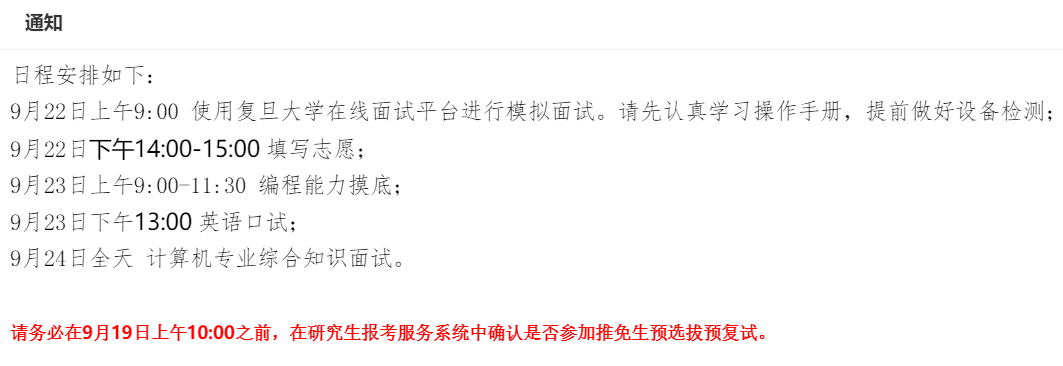 通知
日程安排如下：
9月22日上午9:00 使用复旦大学在线面试平台进行模拟面试。请先认真学习操作手册，提前做好设备检测；
9月22日下午14:00-15:00 填写志愿；
9月23日上午9:00-11:30 编程能力摸底；
9月23日下午13:00 英语口试；
9月24日全天 计算机专业综合知识面试。
请务必在9月19日上午10:00之前，在研究生报考服务系统中确认是否参加推免生预选拔预复试。